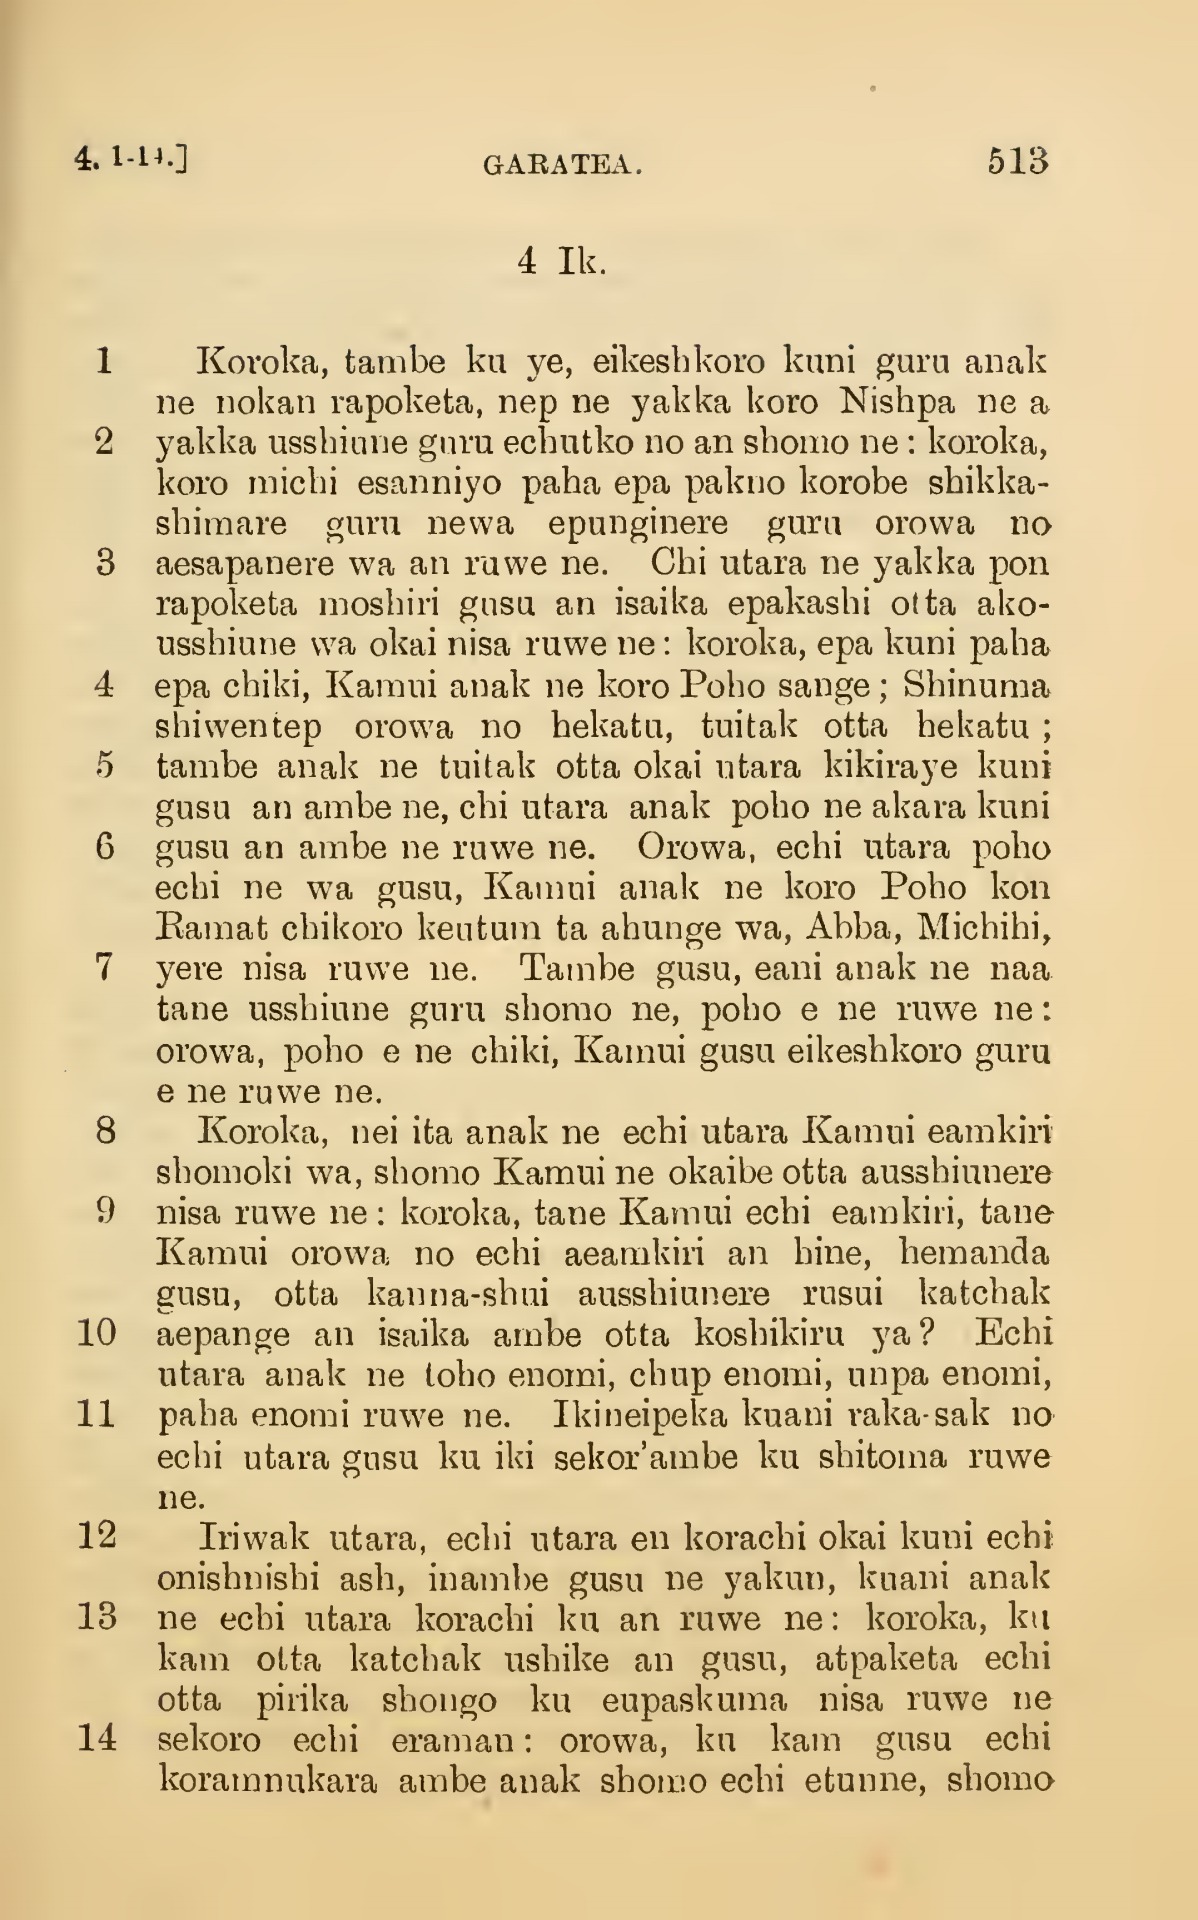 4. 1-14.] GARATEA. 513
4 Ik.
1 Koroka, tambe ku ye, eikeshkoro kuni guru anak
ne nokan rapoketa, nep ne yakka koro Nishpa ne a
2 yakka usshiune guru echutko no an shomo ne : koroka,
koro michi esanniyo paha epa pakno korobe shikka-
shimare guru newa epunginere guru orowa no
3 aesapanere wa an ruwe ne. Chi utara ne yakka pon
rapoketa moshiri gusu an isaika epakashi otta ako-
usshiune wa okai nisa ruwe ne : koroka, epa kuni paha
4 epa chiki, Kamui anak ne koro Poho sange ; Shinuma
shiwentep orowa no hekatu, tuitak otta hekatu ;
5 tambe anak ne tuitak otta okai utara kikiraye kuni
gusu an ambe ne, chi utara anak poho ne akara kuni
6 gusu an ambe ne ruwe ne. Orowa, echi utara poho
echi ne wa gusu, Kamui anak ne koro Poho kon
Ramat chikoro keutum ta ahunge wa, Abba, Michihi,
7 yere nisa ruwe ne. Tambe gusu, eani anak ne naa
tane usshiune guru shomo ne, poho e ne ruwe ne :
orowa, poho e ne chiki, Kamui gusu eikeshkoro guru
e ne ruwe ne.
8 Koroka, nei ita anak ne echi utara Kamui eamkiri
shomoki wa, shomo Kamui ne okaibe otta ausshiunere
9 nisa ruwe ne : koroka, tane Kamui echi eamkiri, tane
Kamui orowa no echi aeamkiri an hine, hemanda
gusu, otta kanna-shui ausshiunere rusui katchak
10 aepange an isaika ambe otta koshikiru ya ? Echi
utara anak ne toho enomi, chup enomi, unpa enomi,
11 paha enomi ruwe ne. Ikineipeka kuani raka-sak no
echi utara gusu ku iki sekor'ambe ku shitoma ruwe
ne.
12 Iriwak utara, echi utara en korachi okai kuni echi
onishnishi ash, inambe gusu ne yakun, kuani anak
13 ne echi utara korachi ku an ruwe ne : koroka, ku
kam otta katchak ushike an gusu, atpaketa echi
otta pirika shongo ku eupaskuma nisa ruwe ne
14 sekoro echi eraman : orowa, ku kam gusu echi
koramnukara ambe anak shomo echi etunne, shomo